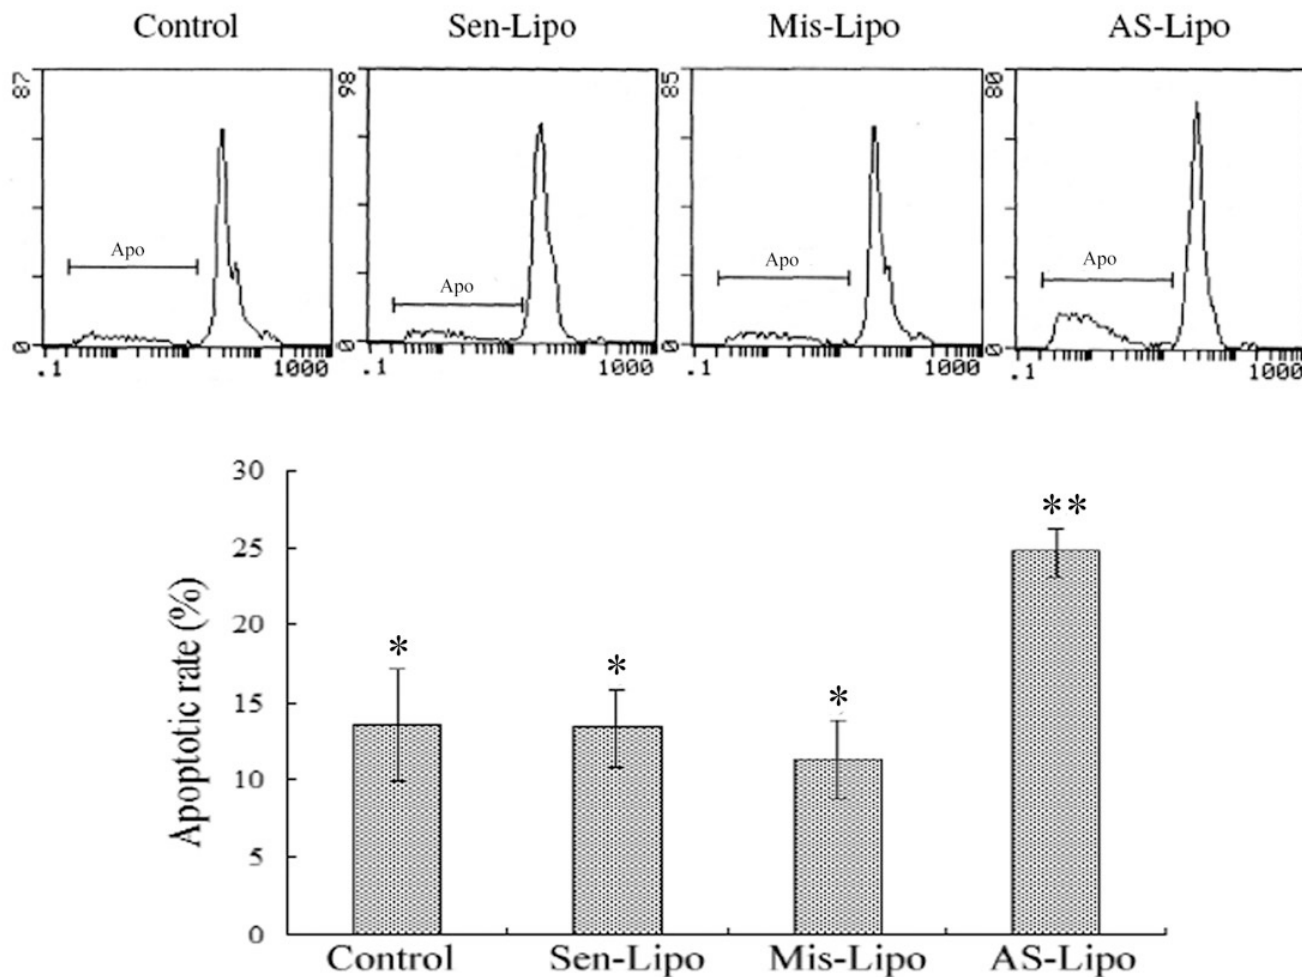 Control Sen-Lipo Mis-Lipo AS-Lipo
87 98 85 80
Apo Apo Apo Apo
0 0 0 0
.1 1000 .1 1000 .1 1000 .1 1000
Apoptotic rate (%)
30
25
20
15
10
5
0
* * * **
Control Sen-Lipo Mis-Lipo AS-Lipo